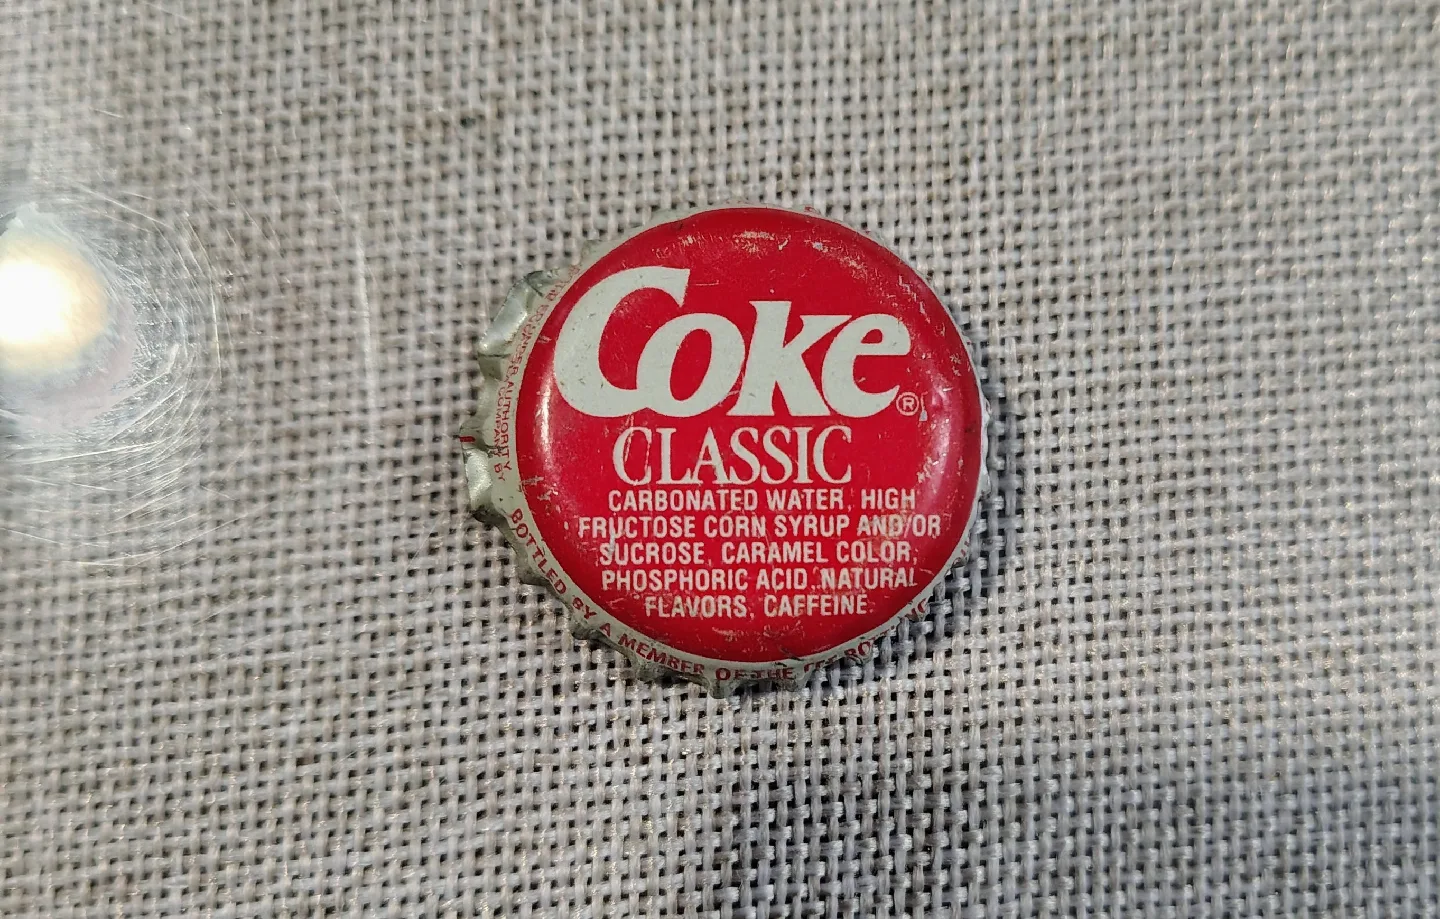 Coke®
CLASSIC
CARBONATED WATER, HIGH
FRUCTOSE CORN SYRUP AND/OR
SUCROSE, CARAMEL COLOR,
PHOSPHORIC ACID, NATURAL
FLAVORS, CAFFEINE.
AUTHORITY
BOTTLED BY A MEMBER OF THE